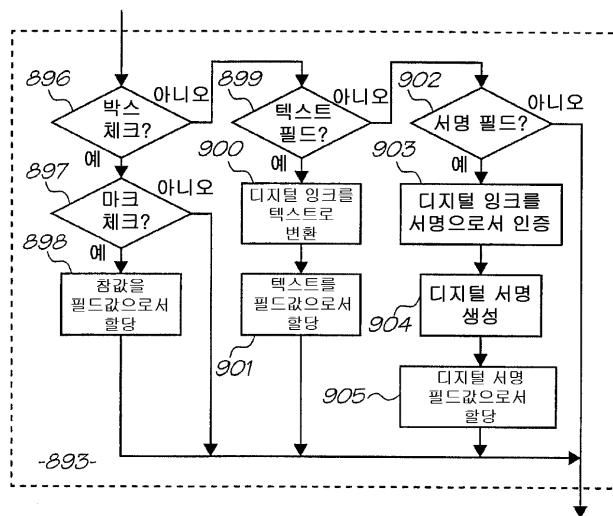 896
박스
체크?
아니오
예
897
마크
체크?
아니오
예
898
참값을
필드값으로서
할당
899
텍스트
필드?
아니오
예
900
디지털 잉크를
텍스트로
변환
텍스트를
필드값으로서
할당
901
902
서명 필드?
아니오
예
903
디지털 잉크를
서명으로서 인증
디지털 서명
생성
904
디지털 서명
필드값으로서
할당
905
-893-